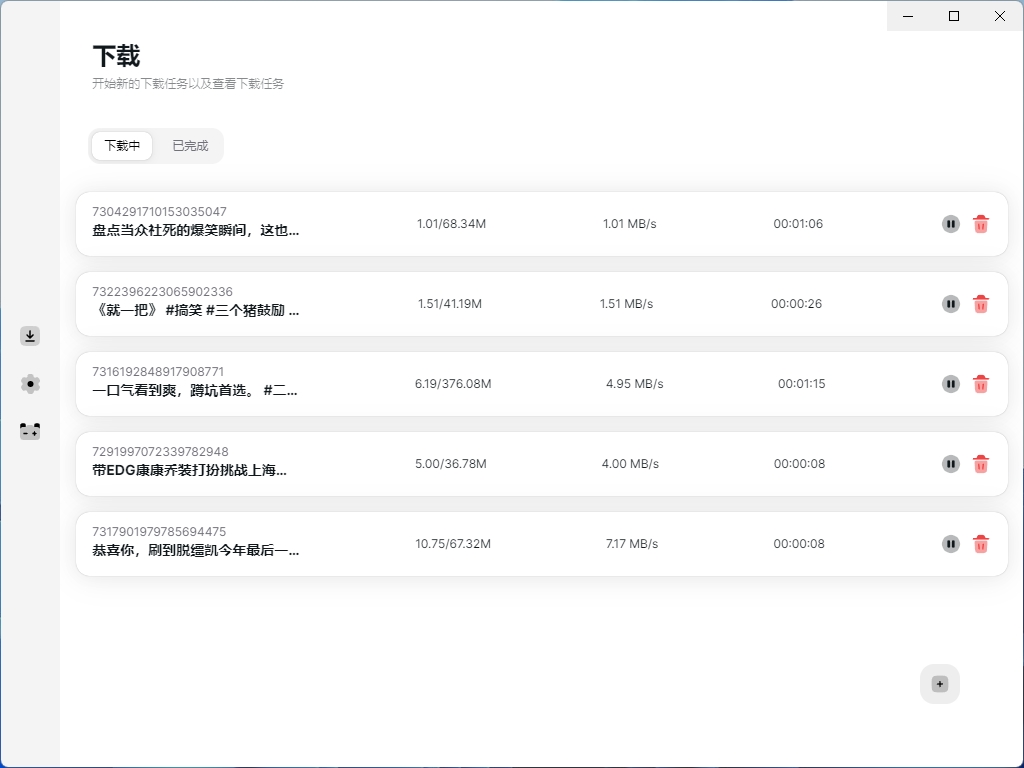 下载
开始新的下载任务以及查看下载任务
下载中 已完成
7304291710153035047
盘点当众社死的爆笑瞬间，这也... 1.01/68.34M 1.01 MB/s 00:01:06
7322396223065902336
《就一把》 #搞笑 #三个猪鼓励 ... 1.51/41.19M 1.51 MB/s 00:00:26
7316192848917908771
一口气看到爽，蹲坑首选。 #二... 6.19/376.08M 4.95 MB/s 00:01:15
7291997072339782948
带EDG康康乔装打扮挑战上海... 5.00/36.78M 4.00 MB/s 00:00:08
7317901979785694475
恭喜你，刷到脱缰凯今年最后一... 10.75/67.32M 7.17 MB/s 00:00:08